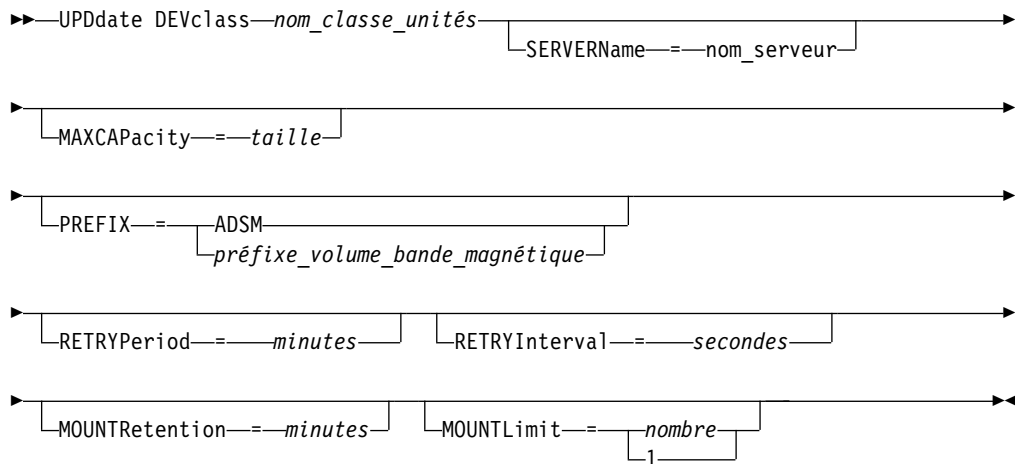 UPDdate DEVclass nom_classe_unités
SERVERName = nom_serveur
MAXCAPacity = taille
PREFIX = ADSM
préfixe_volume_bande_magnétique
RETRYPeriod = minutes RETRYInterval = secondes
MOUNTRetention = minutes MOUNTLimit = nombre
1